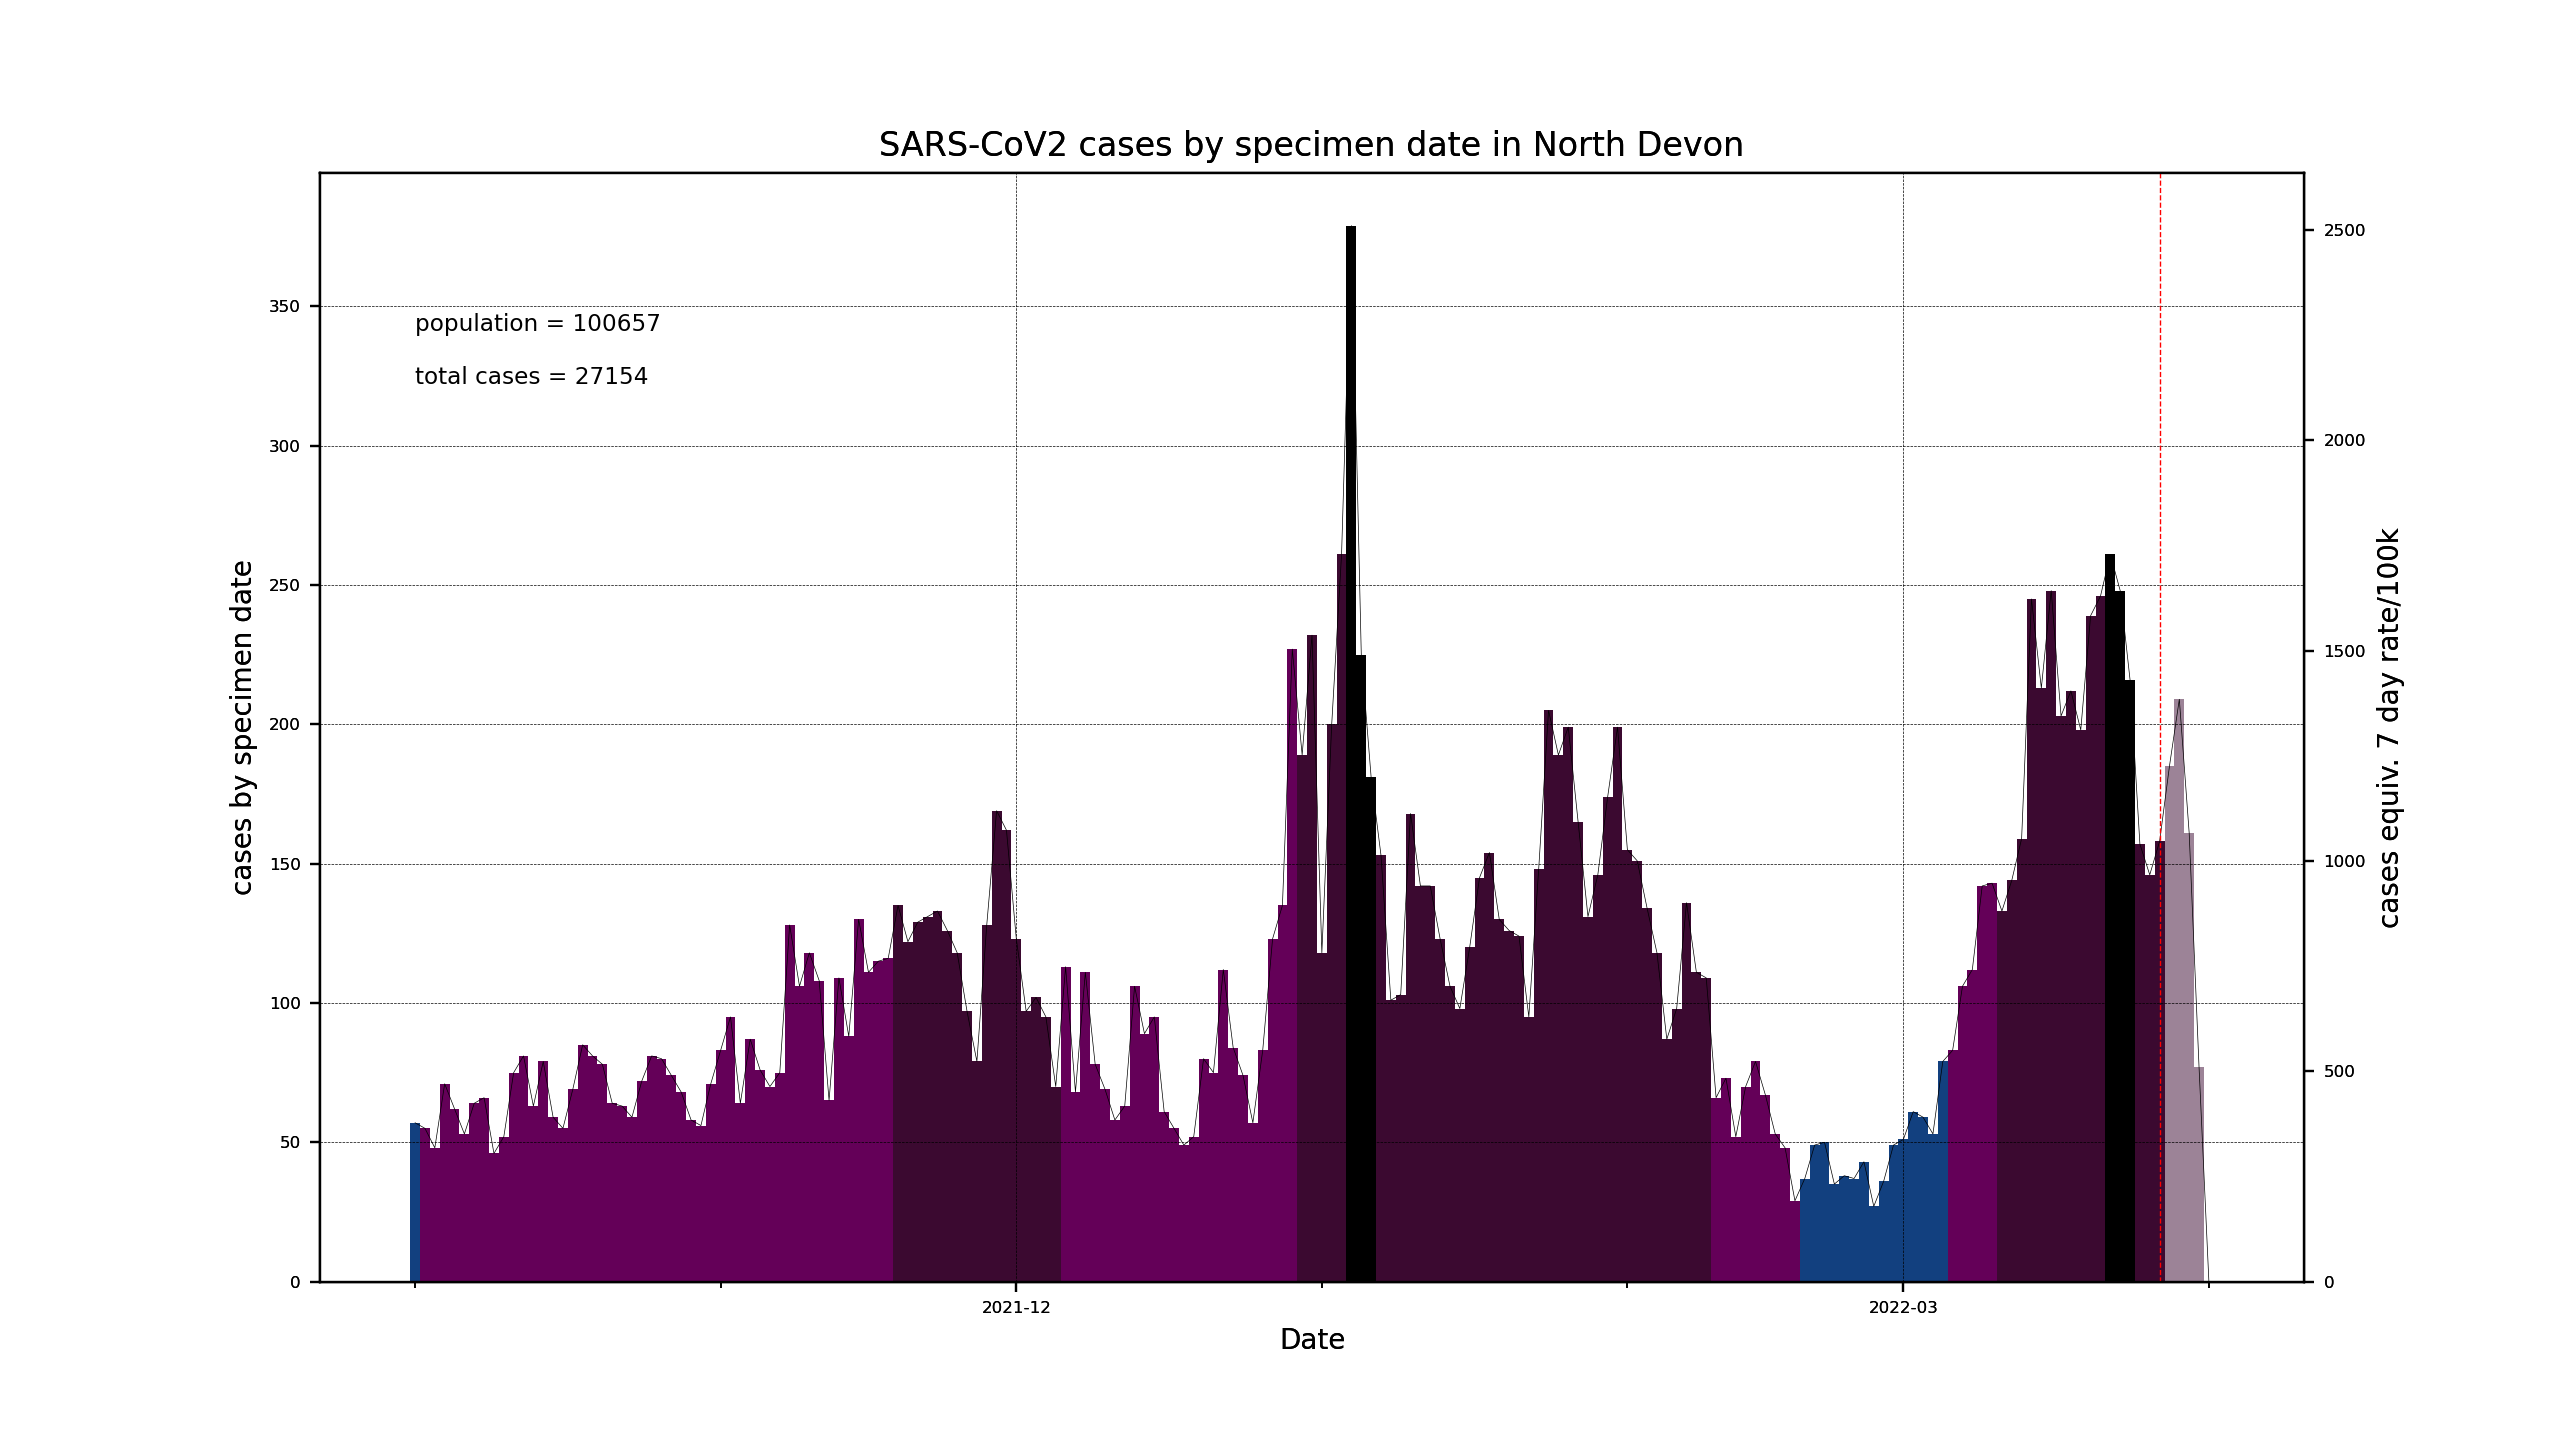 SARS-CoV2 cases by specimen date in North Devon
population = 100657
total cases = 27154
cases by specimen date
350
300
250
200
150
100
50
0
2500
2000
1500
1000
500
0
cases equiv. 7 day rate/100k
2021-12
2022-03
Date